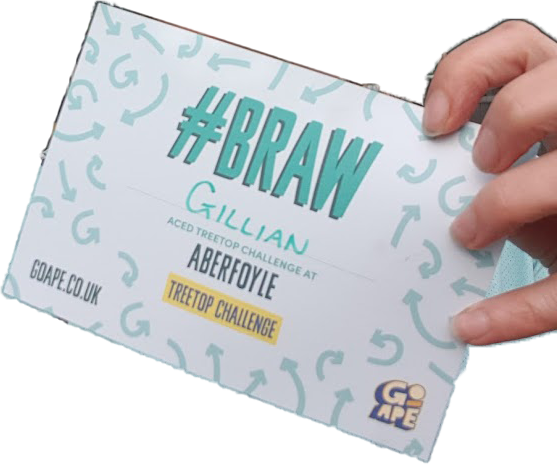 #BRAW
GILLIAN
ACED TREETOP CHALLENGE AT
ABERFOYLE
TREETOP CHALLENGE
GOAPE.CO.UK
GO
APE